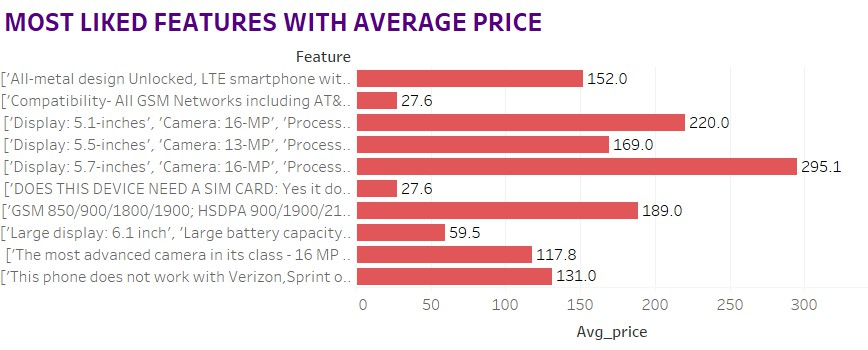 MOST LIKED FEATURES WITH AVERAGE PRICE
Feature
['All-metal design Unlocked, LTE smartphone wit.. 152.0
['Compatibility- All GSM Networks including AT&.. 27.6
['Display: 5.1-inches', 'Camera: 16-MP', 'Process.. 220.0
['Display: 5.5-inches', 'Camera: 13-MP', 'Process.. 169.0
['Display: 5.7-inches', 'Camera: 16-MP', 'Process.. 295.1
['DOES THIS DEVICE NEED A SIM CARD: Yes it do.. 27.6
['GSM 850/900/1800/1900; HSDPA 900/1900/21.. 189.0
['Large display: 6.1 inch', 'Large battery capacity.. 59.5
['The most advanced camera in its class - 16 MP .. 117.8
['This phone does not work with Verizon,Sprint o.. 131.0
0 50 100 150 200 250 300
Avg_price